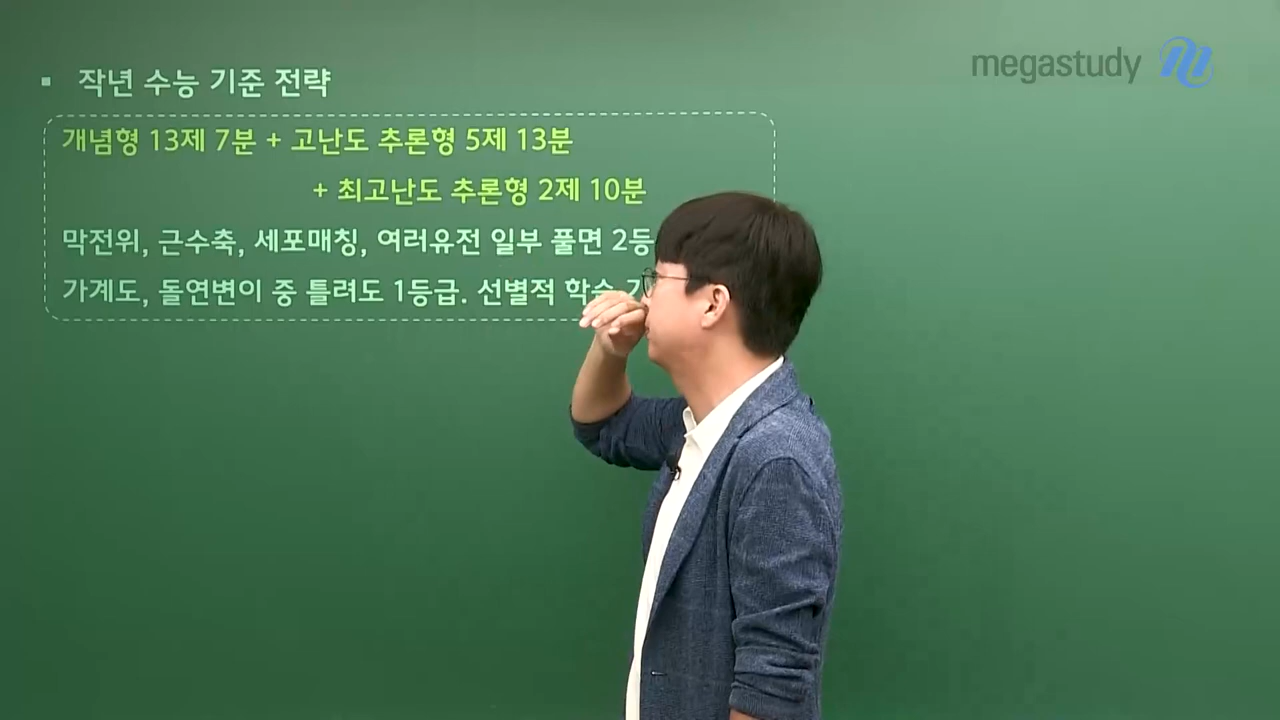 megastudy
▪ 작년 수능 기준 전략
개념형 13제 7분 + 고난도 추론형 5제 13분
+ 최고난도 추론형 2제 10분
막전위, 근수축, 세포매칭, 여러유전 일부 풀면
가계도, 돌연변이 중 틀려도 1등급. 선별적 학습